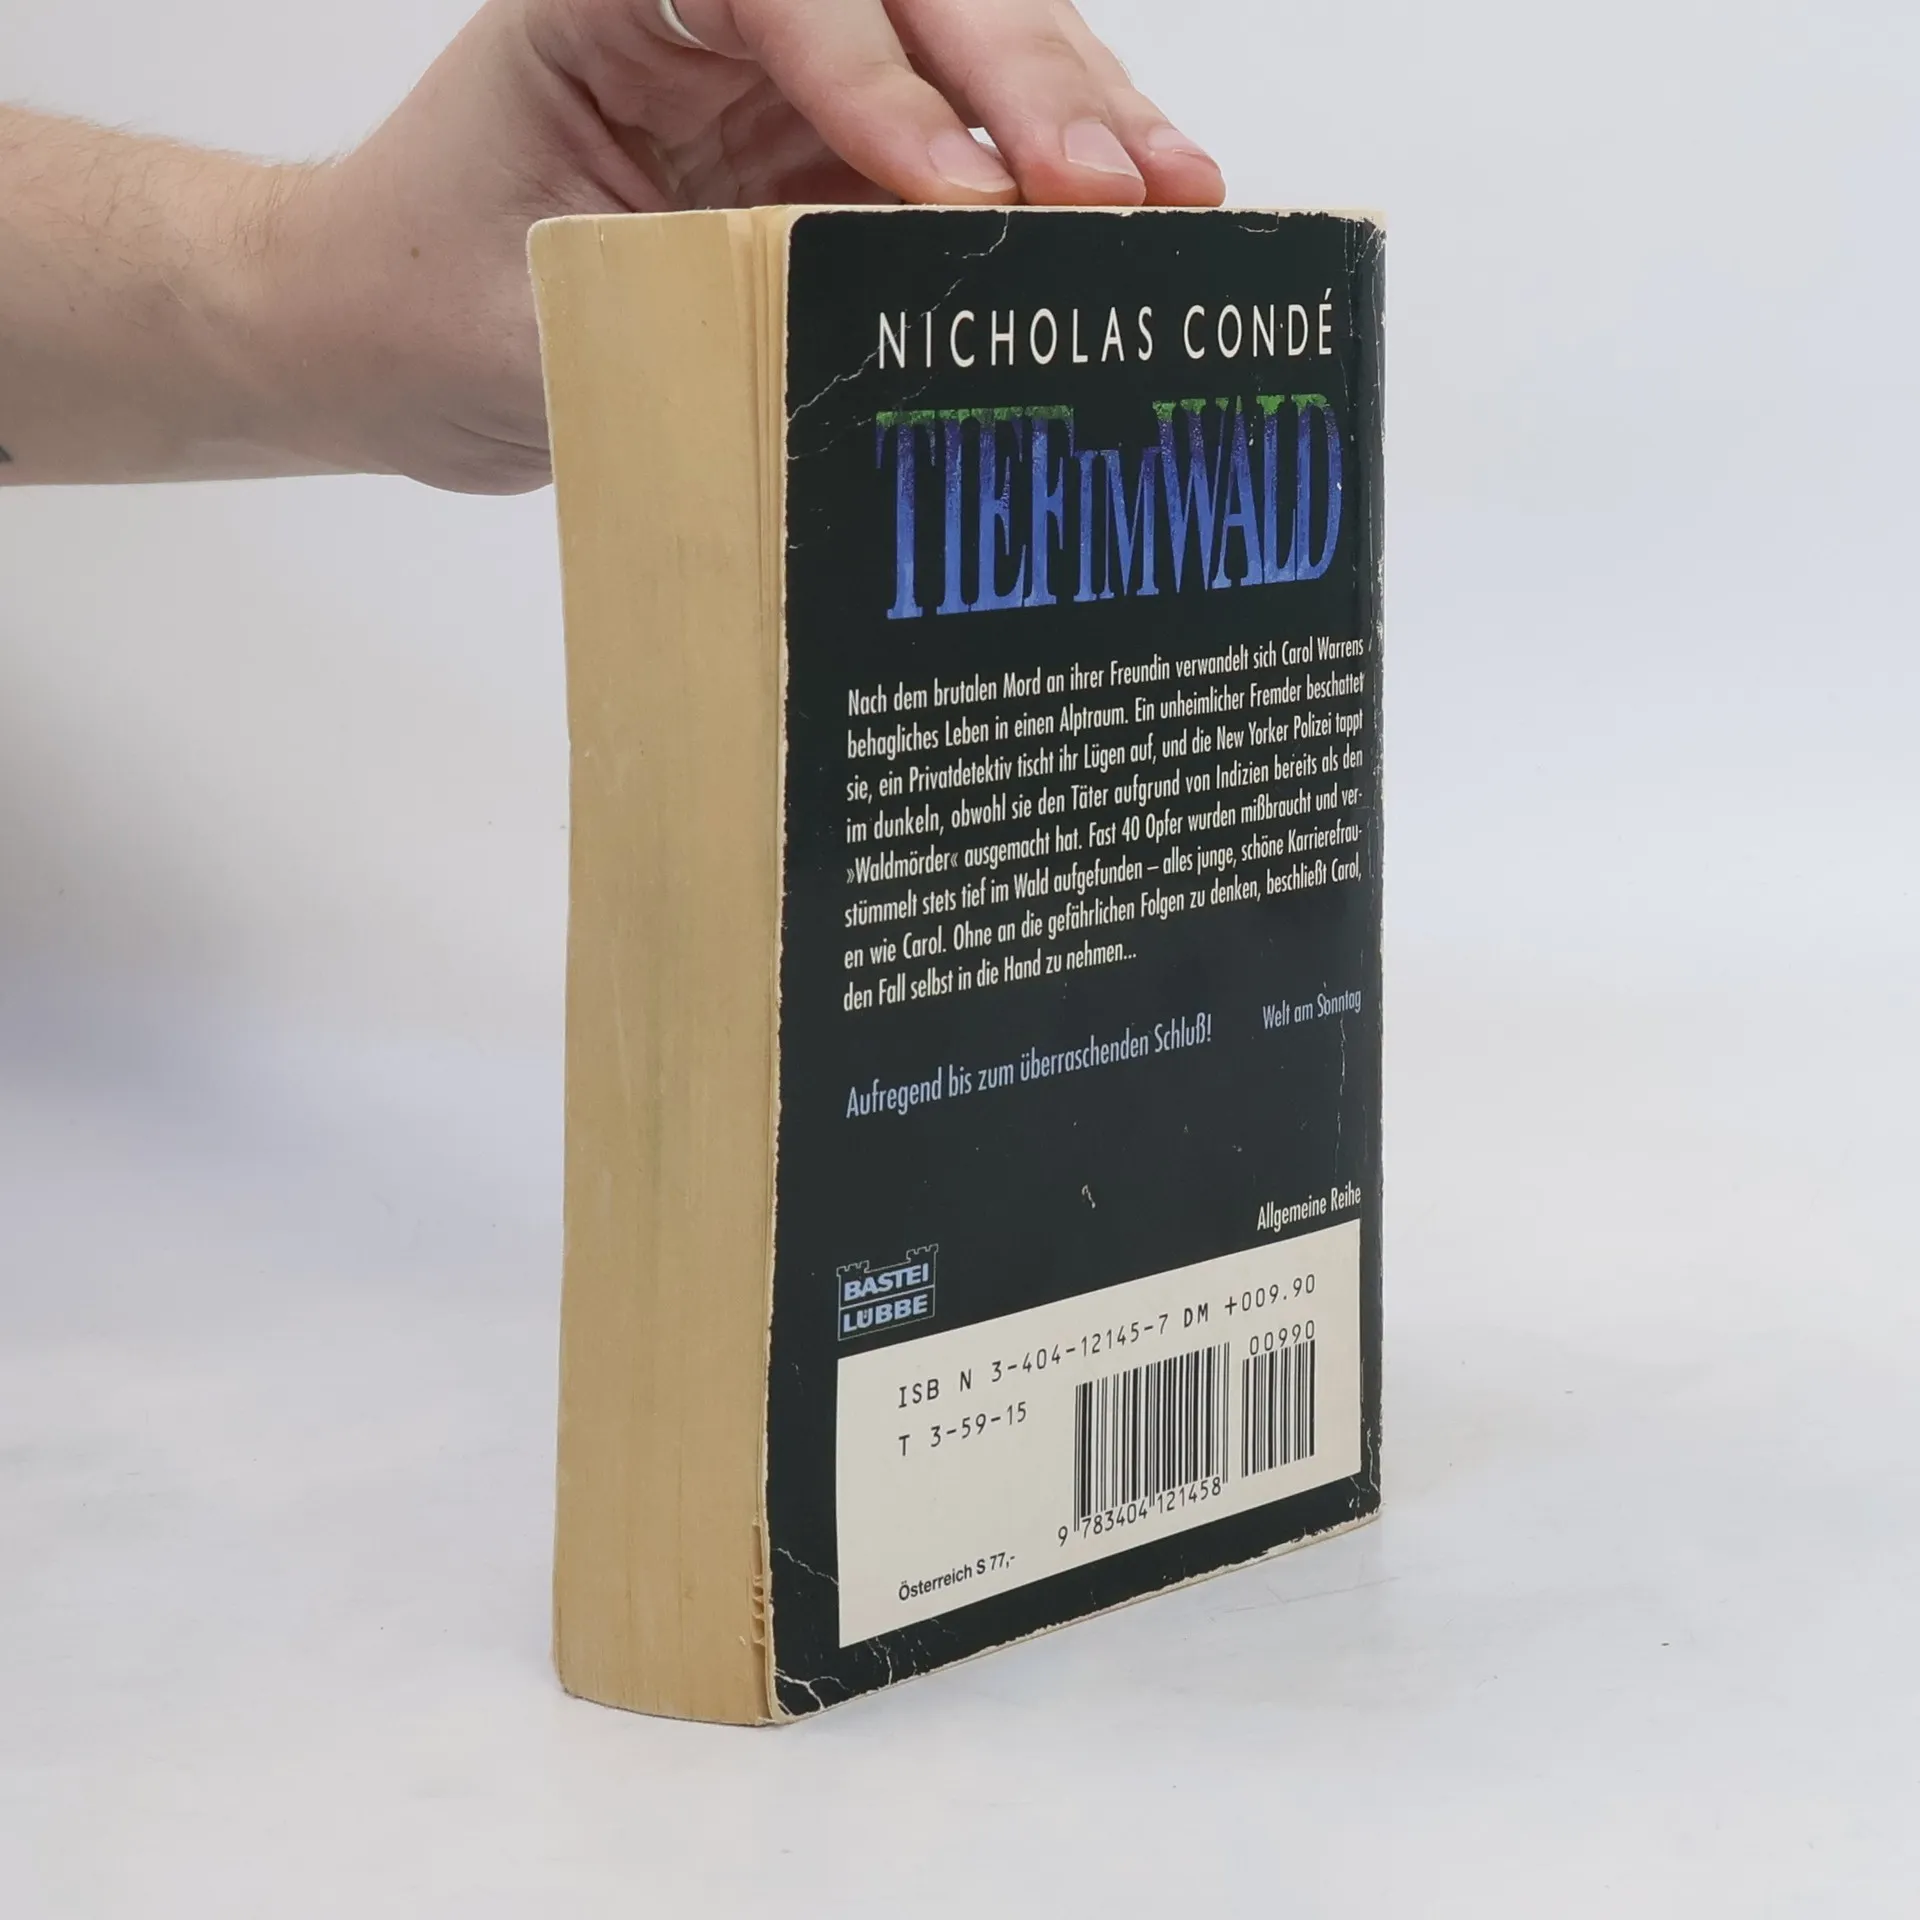 NICHOLAS CONDÉ
TIEF IM WALD
Nach dem brutalen Mord an ihrer Freundin verwandelt sich Carol Warrens
behagliches Leben in einen Alptraum. Ein unheimlicher Fremder beschattet
sie, ein Privatdetektiv tischt ihr Lügen auf, und die New Yorker Polizei tappt
im dunkeln, obwohl sie den Täter aufgrund von Indizien bereits als den
»Waldmörder« ausgemacht hat. Fast 40 Opfer wurden mißbraucht und ver-
stümmelt stets tief im Wald aufgefunden – alles junge, schöne Karrierefrau-
en wie Carol. Ohne an die gefährlichen Folgen zu denken, beschließt Carol,
den Fall selbst in die Hand zu nehmen...
Welt am Sonntag
Aufregend bis zum überraschenden Schluß!
Allgemeine Reihe
BASTEI
LÜBBE
ISB N 3-404-12145-7 DM +009.90
T 3-59-15
00990
9 783404 121458
Österreich S 77,-